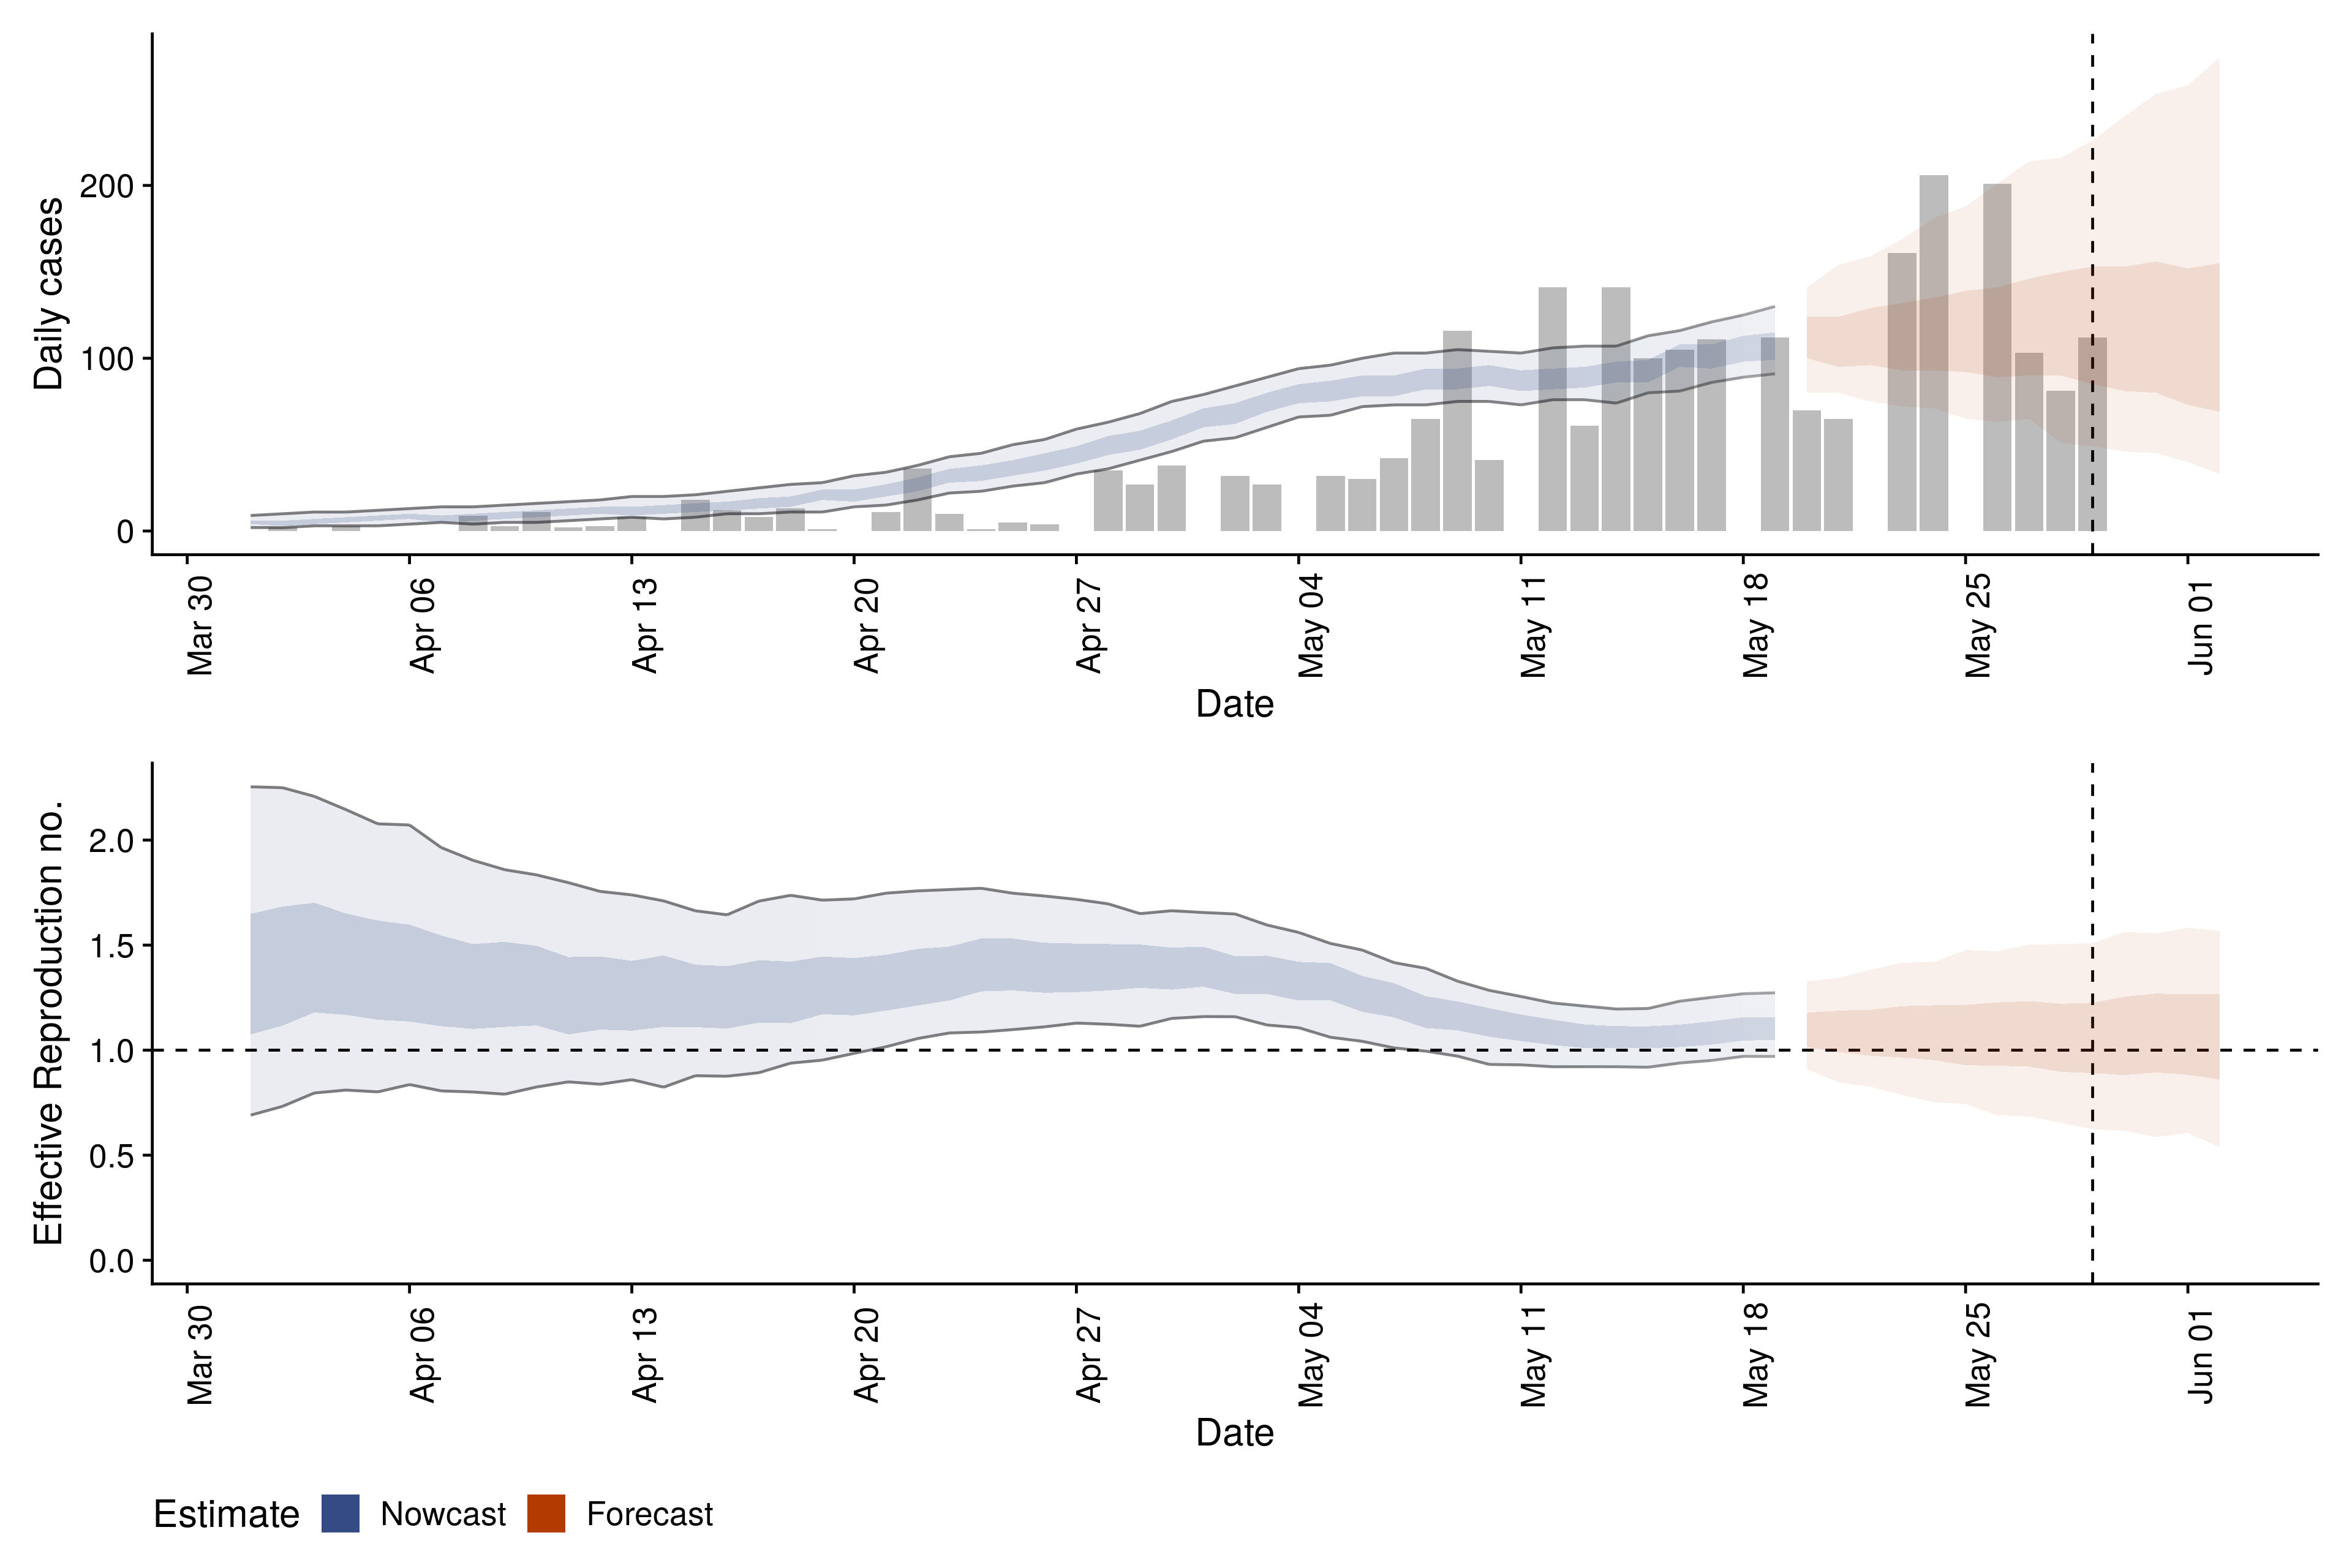 Daily cases
200
100
0
Mar 30
Apr 06
Apr 13
Apr 20
Apr 27
May 04
May 11
May 18
May 25
Jun 01
Date
Effective Reproduction no.
2.0
1.5
1.0
0.5
0.0
Mar 30
Apr 06
Apr 13
Apr 20
Apr 27
May 04
May 11
May 18
May 25
Jun 01
Date
Estimate Nowcast Forecast